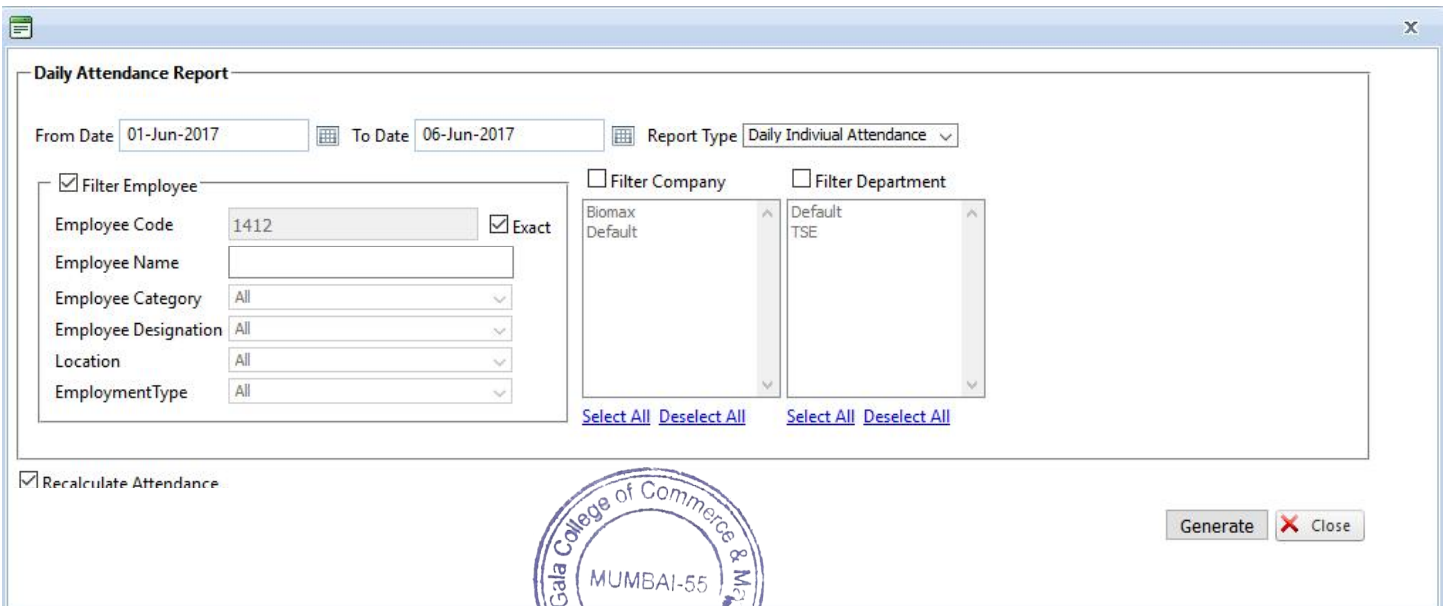 x
Daily Attendance Report
From Date 01-Jun-2017 To Date 06-Jun-2017 Report Type Daily Indiviual Attendance
Filter Employee
Employee Code 1412 Exact
Employee Name
Employee Category All
Employee Designation All
Location All
EmploymentType All
Filter Company
Biomax
Default
Select All Deselect All
Filter Department
Default
TSE
Select All Deselect All
Recalculate Attendance
Generate Close
Gala College of Commerce &
MUMBAI-55